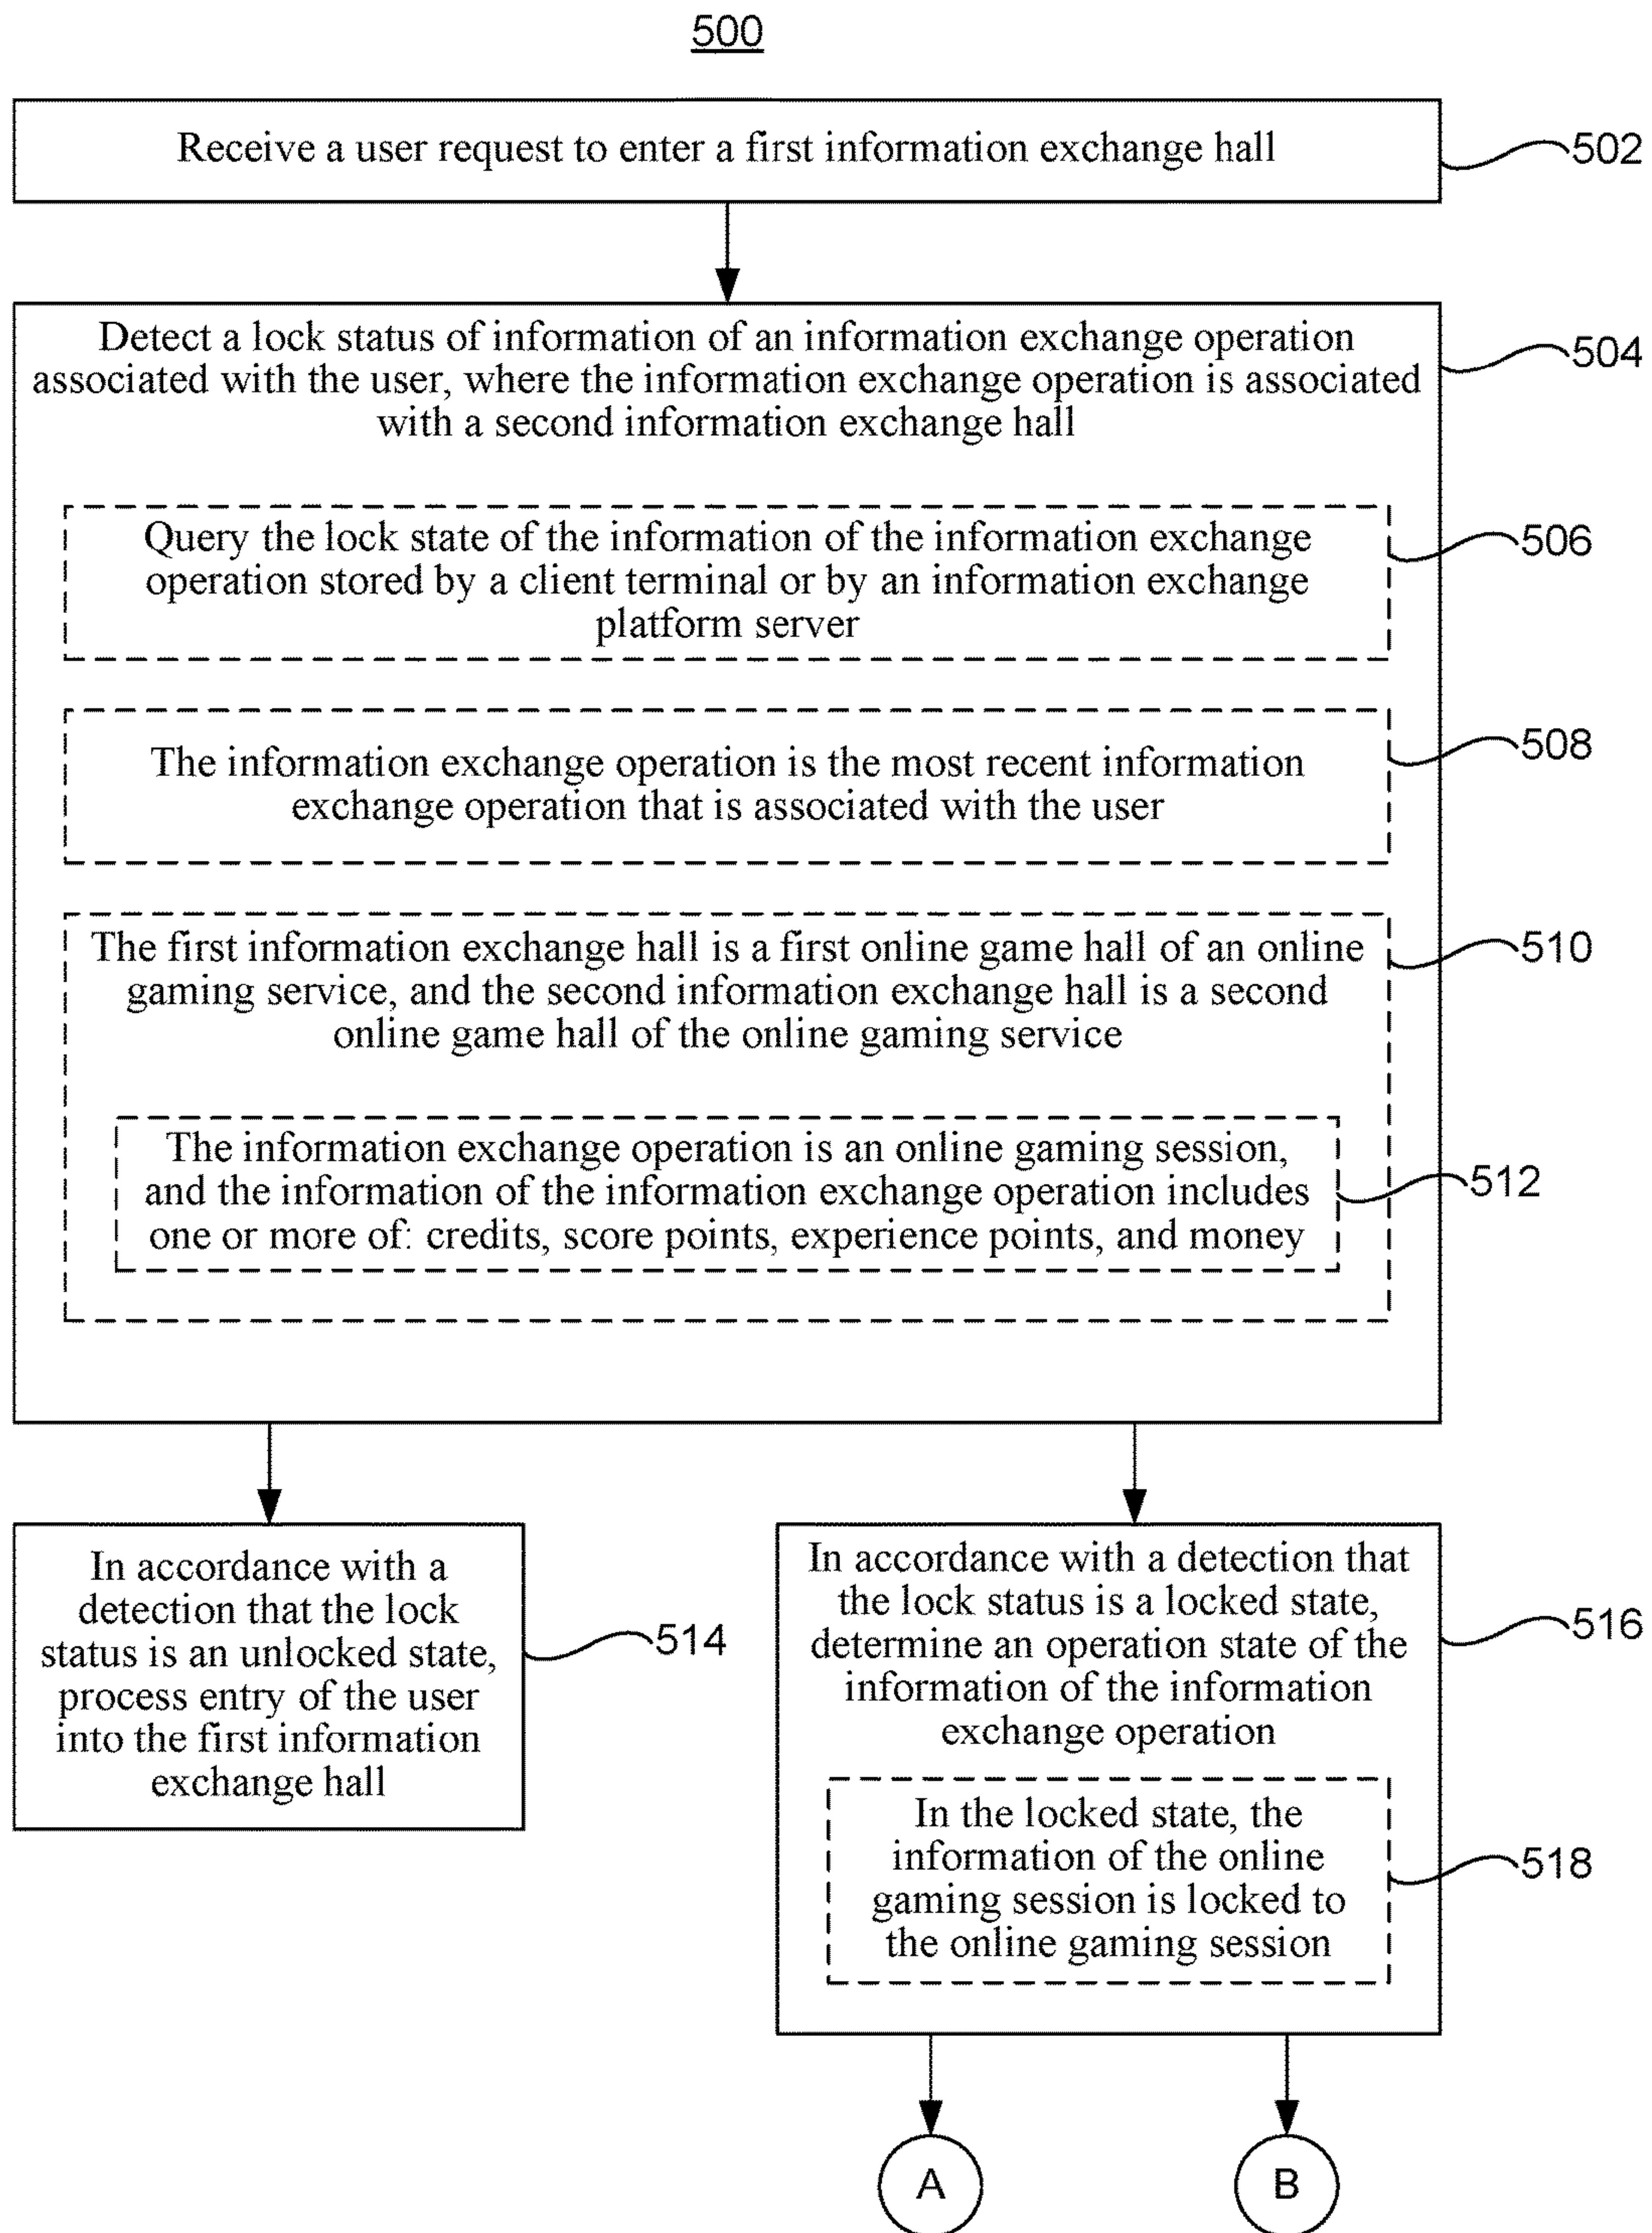 500
Receive a user request to enter a first information exchange hall
502
Detect a lock status of information of an information exchange operation
associated with the user, where the information exchange operation is associated
with a second information exchange hall
504
Query the lock state of the information of the information exchange
operation stored by a client terminal or by an information exchange
platform server
506
The information exchange operation is the most recent information
exchange operation that is associated with the user
508
The first information exchange hall is a first online game hall of an online
gaming service, and the second information exchange hall is a second
online game hall of the online gaming service
510
The information exchange operation is an online gaming session,
and the information of the information exchange operation includes
one or more of: credits, score points, experience points, and money
512
In accordance with a
detection that the lock
status is an unlocked state,
process entry of the user
into the first information
exchange hall
514
In accordance with a detection that
the lock status is a locked state,
determine an operation state of the
information of the information
exchange operation
516
In the locked state, the
information of the online
gaming session is locked to
the online gaming session
518
A
B